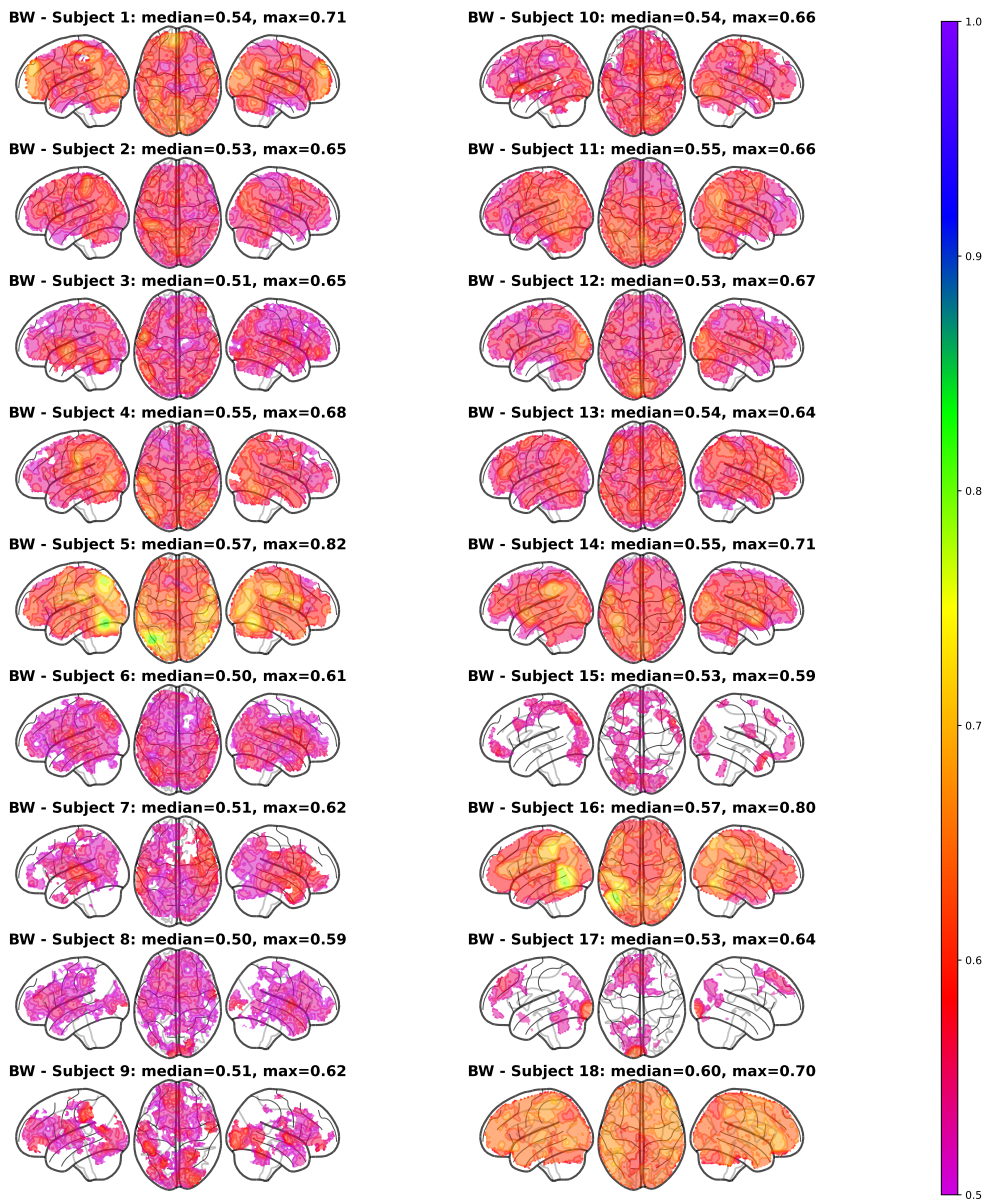 BW - Subject 1: median=0.54, max=0.71
BW - Subject 2: median=0.53, max=0.65
BW - Subject 3: median=0.51, max=0.65
BW - Subject 4: median=0.55, max=0.68
BW - Subject 5: median=0.57, max=0.82
BW - Subject 6: median=0.50, max=0.61
BW - Subject 7: median=0.51, max=0.62
BW - Subject 8: median=0.50, max=0.59
BW - Subject 9: median=0.51, max=0.62
BW - Subject 10: median=0.54, max=0.66
BW - Subject 11: median=0.55, max=0.66
BW - Subject 12: median=0.53, max=0.67
BW - Subject 13: median=0.54, max=0.64
BW - Subject 14: median=0.55, max=0.71
BW - Subject 15: median=0.53, max=0.59
BW - Subject 16: median=0.57, max=0.80
BW - Subject 17: median=0.53, max=0.64
BW - Subject 18: median=0.60, max=0.70
1.0
0.9
0.8
0.7
0.6
0.5